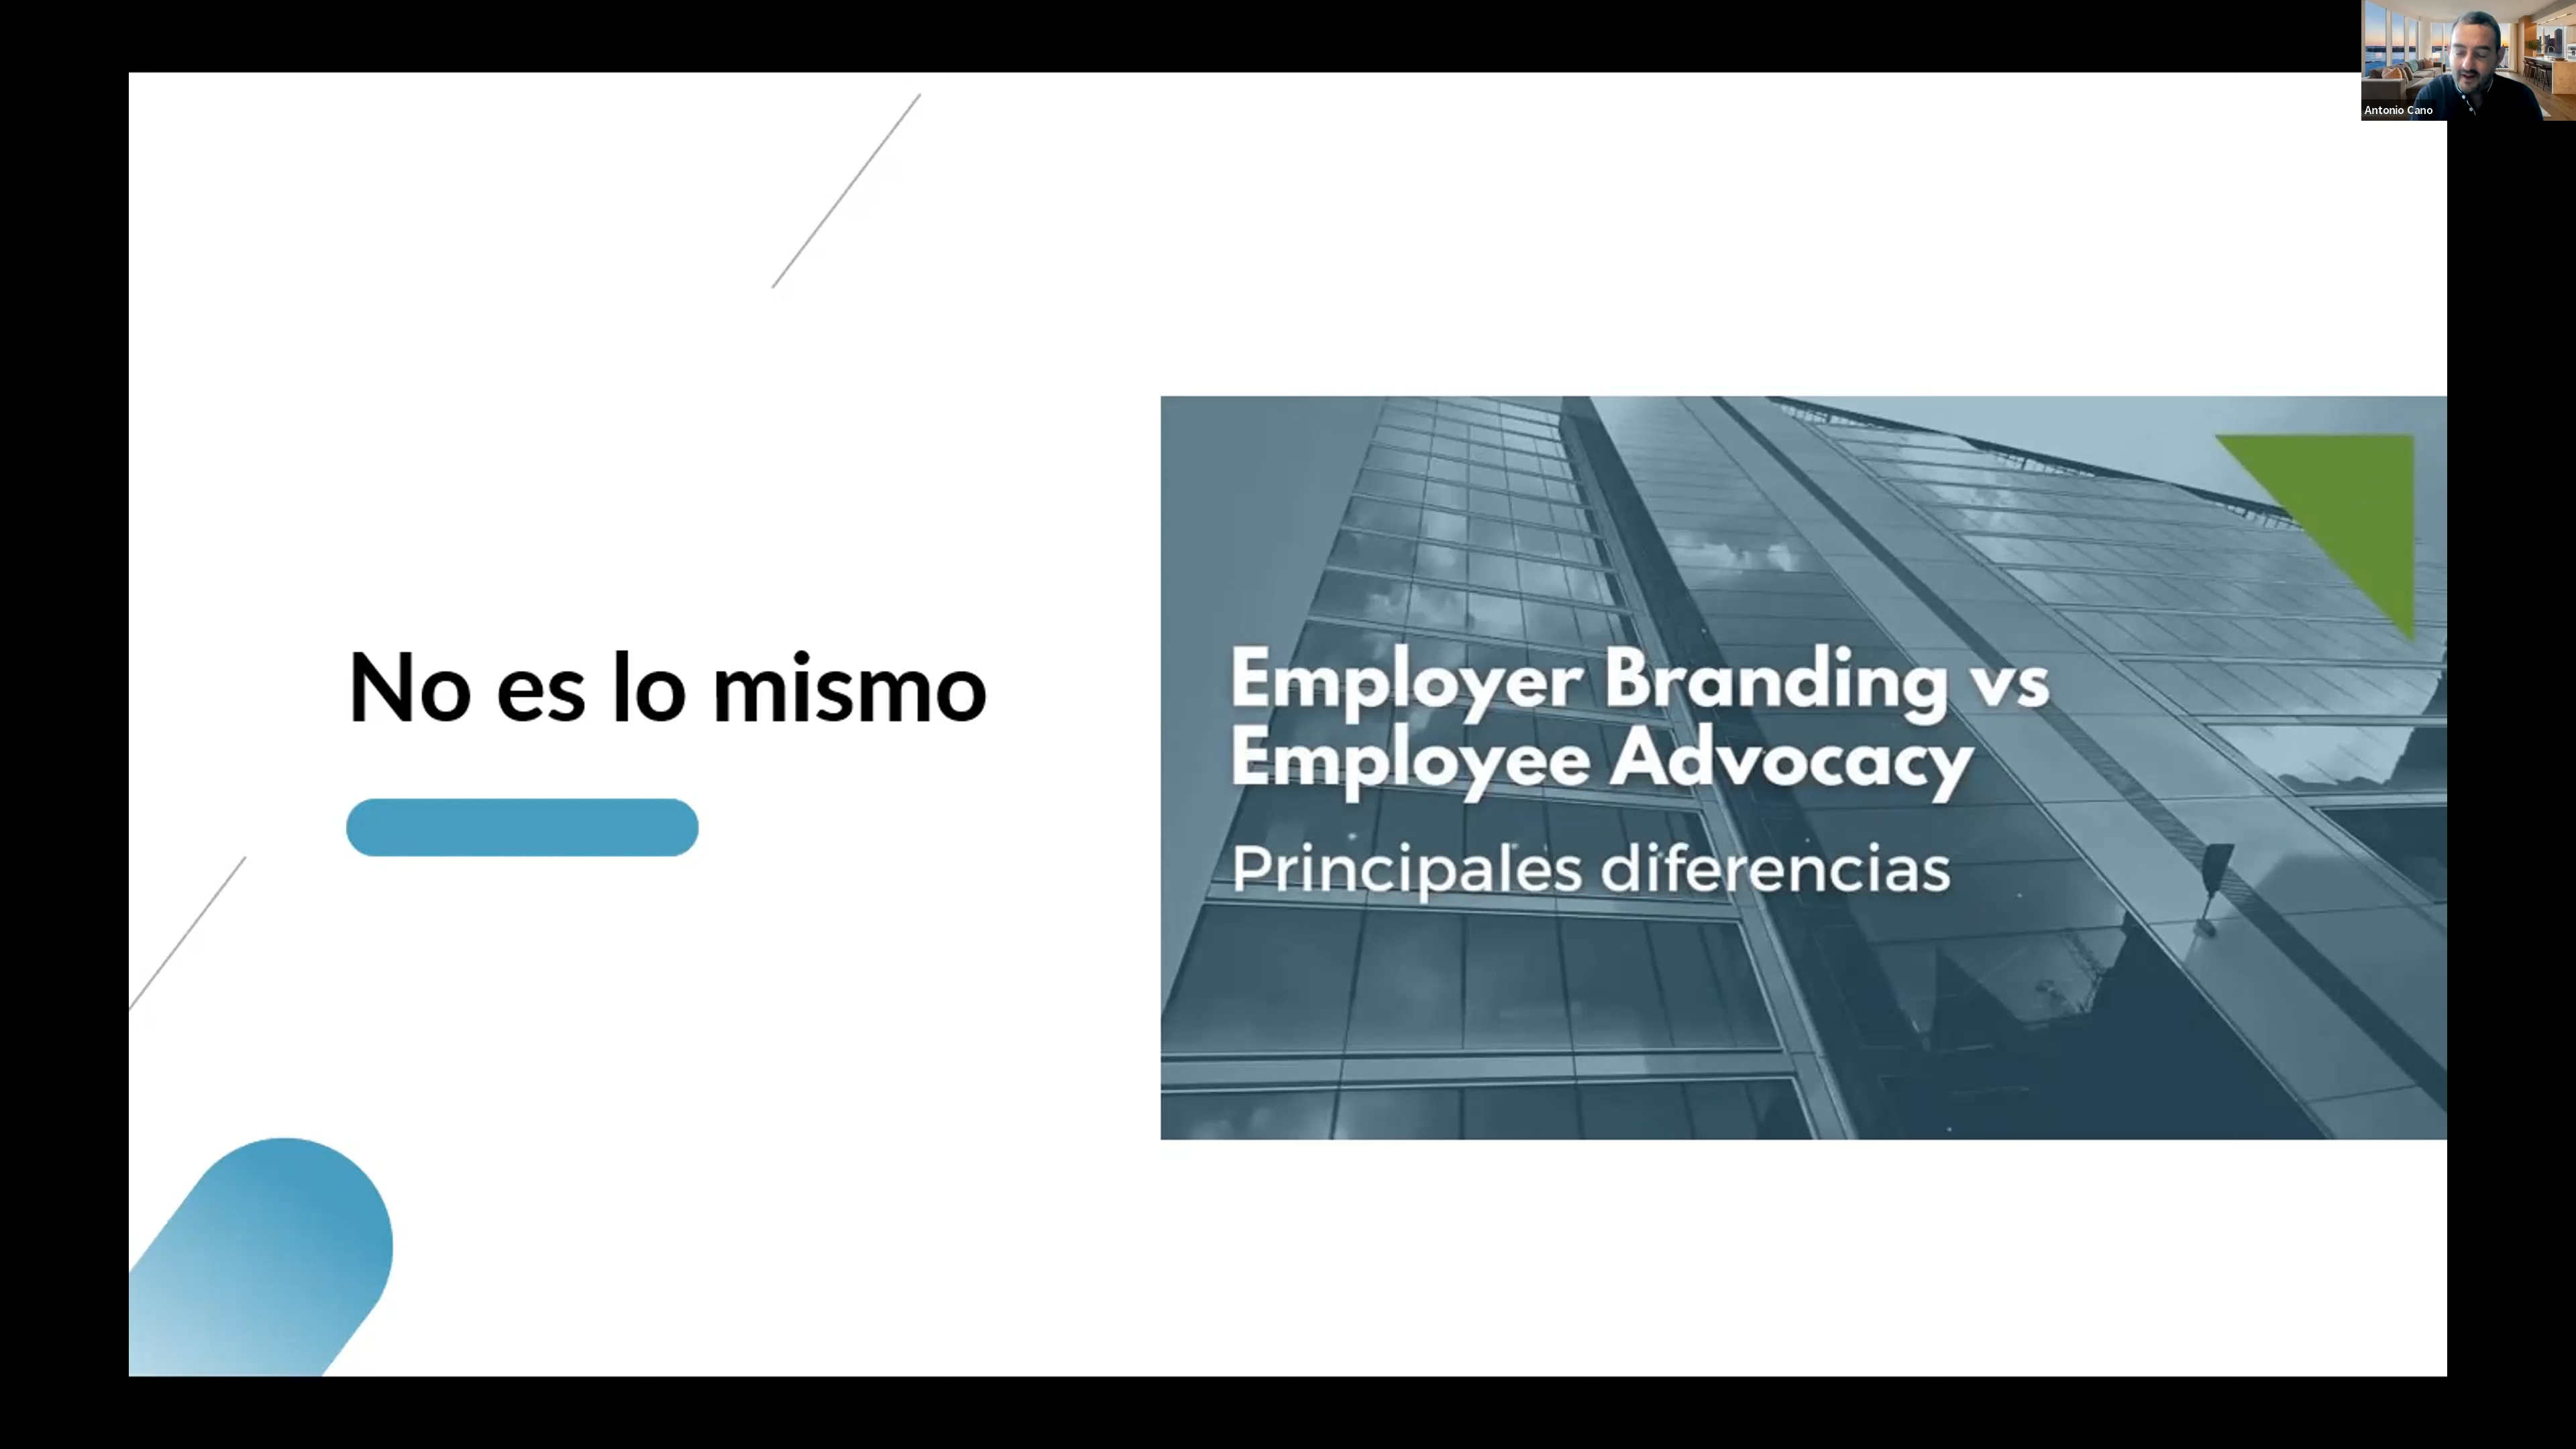 Antonio Cano
No es lo mismo
Employer Branding vs
Employee Advocacy
Principales diferencias